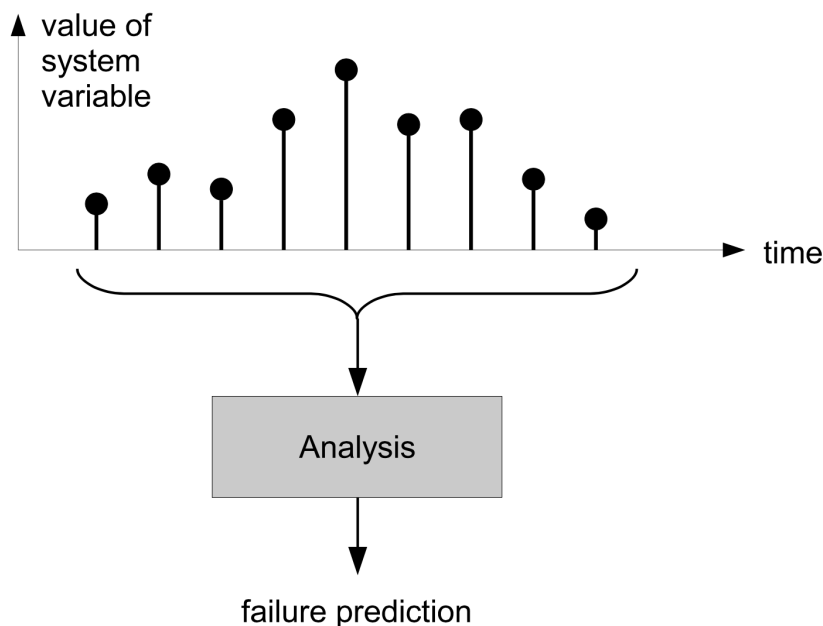 value of
system
variable
time
Analysis
failure prediction